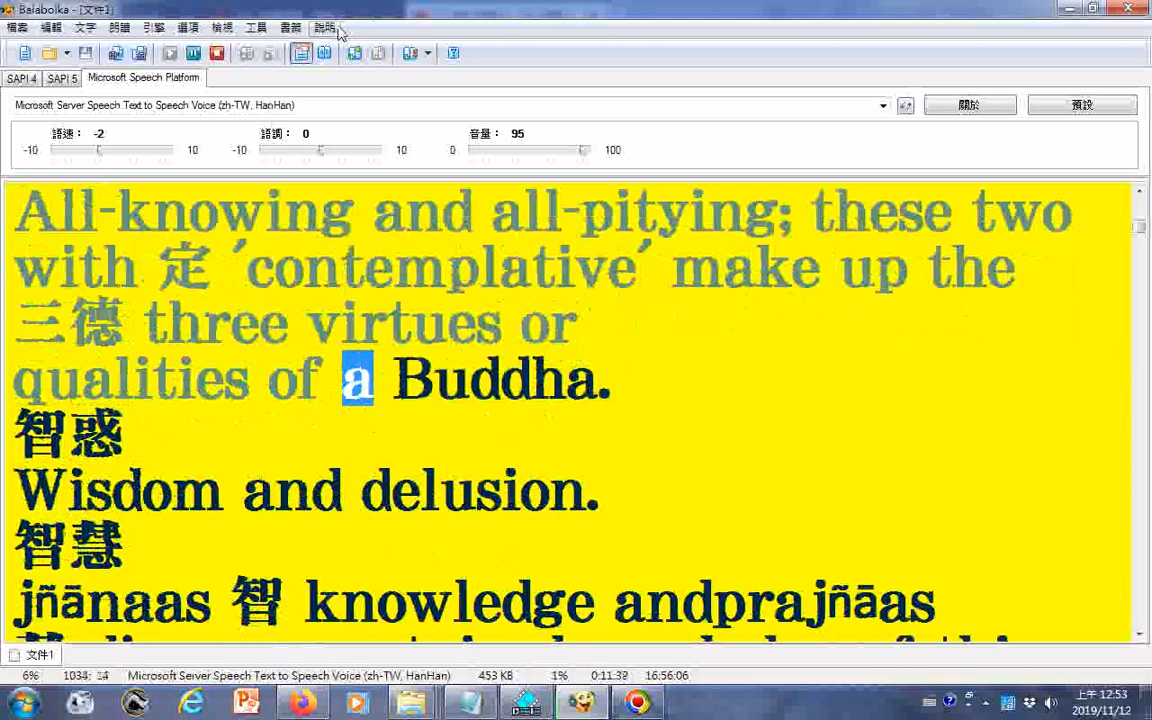 Balabolka - [文件1]
檔案 編輯 文字 朗讀 引擎 選項 檢視 工具 書籤 說明
SAPI 4 SAPI 5 Microsoft Speech Platform
Microsoft Server Speech Text to Speech Voice (zh-TW, HanHan) 關於 預設
語速： -2 語調： 0 音量： 95
-10 10 -10 10 0 100
All-knowing and all-pitying; these two
with 定 ′contemplative′ make up the
三德 three virtues or
qualities of a Buddha.
智惑
Wisdom and delusion.
智慧
jñānaas 智 knowledge andprajñāas
文件1
6% 1034: 14 Microsoft Server Speech Text to Speech Voice (zh-TW, HanHan) 453 KB 1% 0:11:39 16:56:06
上午 12:53
2019/11/12